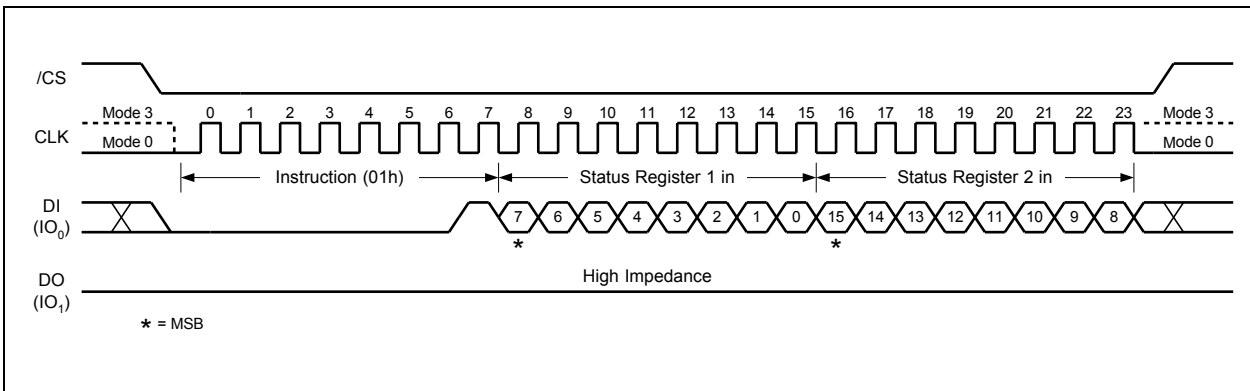 /CS
Mode 3 0 1 2 3 4 5 6 7 8 9 10 11 12 13 14 15 16 17 18 19 20 21 22 23 Mode 3
CLK Mode 0 Mode 0
Instruction (01h) Status Register 1 in Status Register 2 in
DI
(IO₀) 7 6 5 4 3 2 1 0 15 14 13 12 11 10 9 8
* *
DO High Impedance
(IO₁)
* = MSB